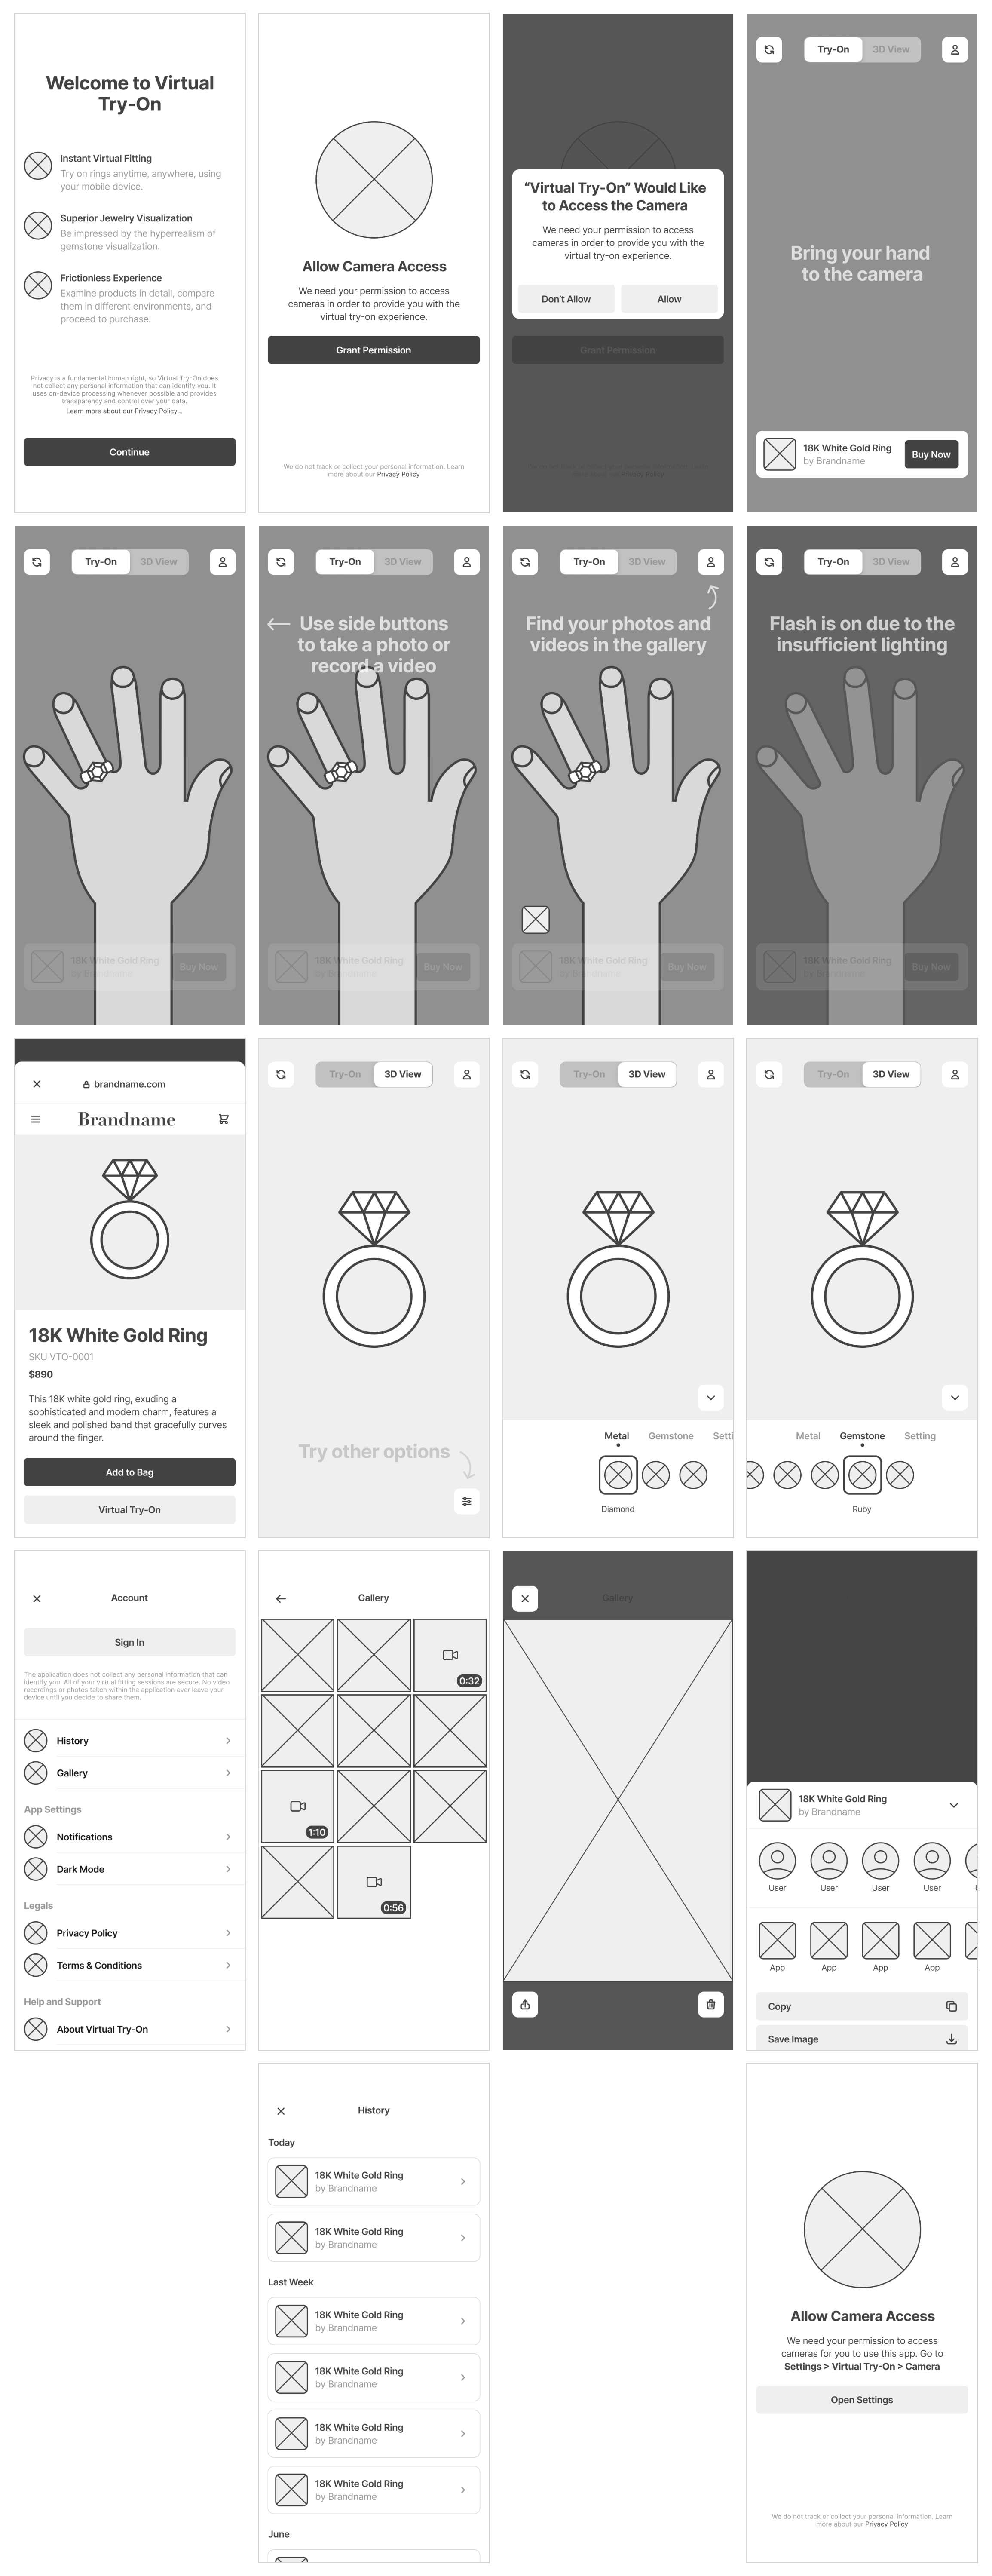 Welcome to Virtual
Try-On
Instant Virtual Fitting
Try on rings anytime, anywhere, using
your mobile device.
Superior Jewelry Visualization
Be impressed by the hyperrealism of
gemstone visualization.
Frictionless Experience
Examine products in detail, compare
them in different environments, and
proceed to purchase.
Privacy is a fundamental human right, so Virtual Try-On does
not collect any personal information that can identify you. It
uses on-device processing whenever possible and provides
transparency and control over your data.
Learn more about our Privacy Policy...
Continue
Allow Camera Access
We need your permission to access
cameras in order to provide you with the
virtual try-on experience.
Grant Permission
We do not track or collect your personal information. Learn
more about our Privacy Policy
“Virtual Try-On” Would Like
to Access the Camera
We need your permission to access
cameras in order to provide you with the
virtual try-on experience.
Don’t Allow
Allow
Grant Permission
We do not track or collect your personal information. Learn
more about our Privacy Policy
Try-On
3D View
Bring your hand
to the camera
18K White Gold Ring
by Brandname
Buy Now
Try-On
3D View
18K White Gold Ring
by Brandname
Buy Now
Try-On
3D View
Use side buttons
to take a photo or
record a video
18K White Gold Ring
by Brandname
Buy Now
Try-On
3D View
Find your photos and
videos in the gallery
18K White Gold Ring
by Brandname
Buy Now
Try-On
3D View
Flash is on due to the
insufficient lighting
18K White Gold Ring
by Brandname
Buy Now
brandname.com
Brandname
18K White Gold Ring
SKU VTO-0001
$890
This 18K white gold ring, exuding a
sophisticated and modern charm, features a
sleek and polished band that gracefully curves
around the finger.
Add to Bag
Virtual Try-On
Try-On
3D View
Try other options
Try-On
3D View
Metal
Gemstone
Setti
Diamond
Try-On
3D View
Metal
Gemstone
Setting
Ruby
Account
Sign In
The application does not collect any personal information that can
identify you. All of your virtual fitting sessions are secure. No video
recordings or photos taken within the application ever leave your
device until you decide to share them.
History
Gallery
App Settings
Notifications
Dark Mode
Legals
Privacy Policy
Terms & Conditions
Help and Support
About Virtual Try-On
Gallery
0:32
1:10
0:56
Gallery
18K White Gold Ring
by Brandname
User
User
User
User
App
App
App
App
Copy
Save Image
History
Today
18K White Gold Ring
by Brandname
18K White Gold Ring
by Brandname
Last Week
18K White Gold Ring
by Brandname
18K White Gold Ring
by Brandname
18K White Gold Ring
by Brandname
18K White Gold Ring
by Brandname
June
Allow Camera Access
We need your permission to access
cameras for you to use this app. Go to
Settings > Virtual Try-On > Camera
Open Settings
We do not track or collect your personal information. Learn
more about our Privacy Policy